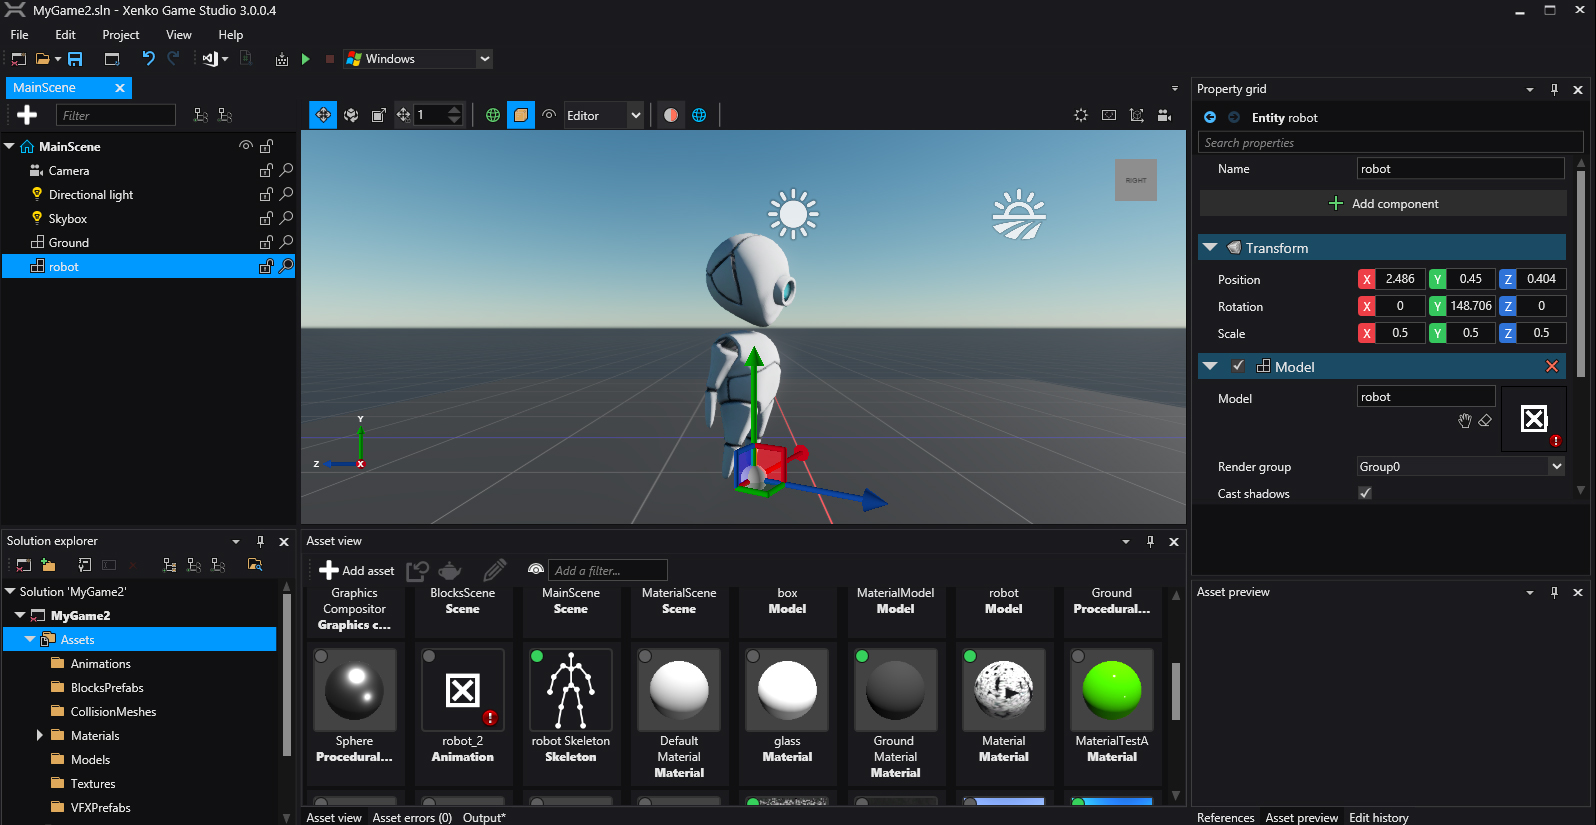 MyGame2.sln - Xenko Game Studio 3.0.0.4
File Edit Project View Help
Windows
MainScene
Filter
1
Editor
MainScene
Camera
Directional light
Skybox
Ground
robot
RIGHT
Y
Z
X
Property grid
Entity robot
Search properties
Name robot
Add component
Transform
Position X 2.486 Y 0.45 Z 0.404
Rotation X 0 Y 148.706 Z 0
Scale X 0.5 Y 0.5 Z 0.5
Model
Model robot
Render group Group0
Cast shadows
Solution explorer
Solution 'MyGame2'
MyGame2
Assets
Animations
BlocksPrefabs
CollisionMeshes
Materials
Models
Textures
VFXPrefabs
Asset view
Add asset
Add a filter...
Graphics
Compositor
Graphics c...
BlocksScene
Scene
MainScene
Scene
MaterialScene
Scene
box
Model
MaterialModel
Model
robot
Model
Ground
Procedural...
Sphere
Procedural...
robot_2
Animation
robot Skeleton
Skeleton
Default
Material
Material
glass
Material
Ground
Material
Material
Material
Material
MaterialTestA
Material
Asset view Asset errors (0) Output*
Asset preview
References Asset preview Edit history